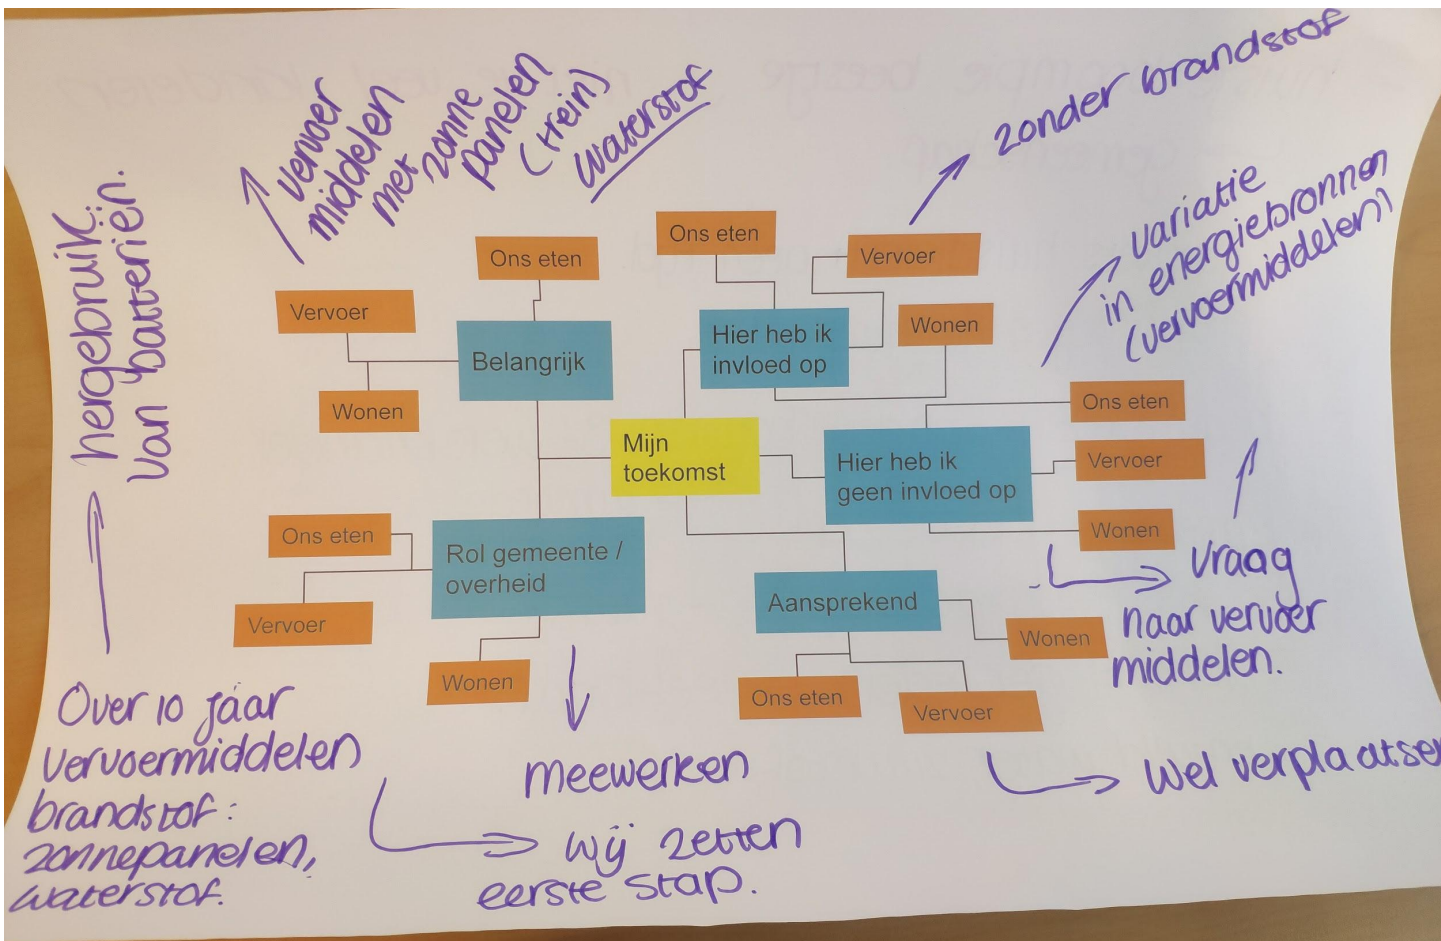 hergebruik
van batteriën.
vervoer
middelen
met zonne
panelen
(trein)
waterstof
zonder brandstof
variatie
in energiebronnen
(vervoermiddelen)
Ons eten
Vervoer
Wonen
Belangrijk
Ons eten
Vervoer
Wonen
Hier heb ik
invloed op
Mijn
toekomst
Ons eten
Vervoer
Wonen
Hier heb ik
geen invloed op
vraag
naar vervoer
middelen.
Ons eten
Vervoer
Wonen
Rol gemeente /
overheid
Aansprekend
Wonen
Ons eten
Vervoer
Over 10 jaar
vervoermiddelen
brandstof:
zonnepanelen,
waterstof.
meewerken
wij zetten
eerste stap.
wel verplaatsen